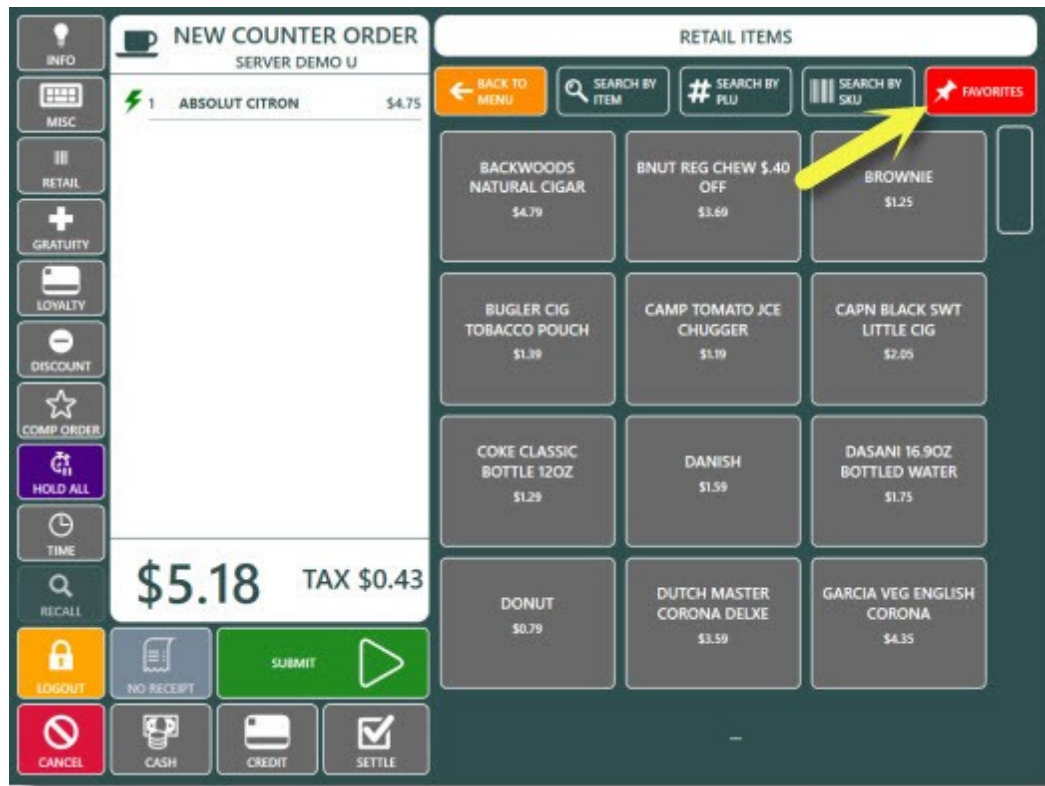 INFO
MISC
RETAIL
GRATUITY
LOYALTY
DISCOUNT
COMP ORDER
HOLD ALL
TIME
RECALL
LOGOUT
CANCEL
NEW COUNTER ORDER
SERVER DEMO U
1 ABSOLUT CITRON $4.75
$5.18 TAX $0.43
NO RECEIPT
SUBMIT
CASH
CREDIT
SETTLE
RETAIL ITEMS
BACK TO
MENU
SEARCH BY
ITEM
# SEARCH BY
PLU
SEARCH BY
SKU
FAVORITES
BACKWOODS
NATURAL CIGAR
$4.79
BNUT REG CHEW $.40
OFF
$3.69
BROWNIE
$1.25
BUGLER CIG
TOBACCO POUCH
$1.39
CAMP TOMATO JCE
CHUGGER
$1.19
CAPN BLACK SWT
LITTLE CIG
$2.05
COKE CLASSIC
BOTTLE 12OZ
$1.29
DANISH
$1.59
DASANI 16.9OZ
BOTTLED WATER
$1.75
DONUT
$0.79
DUTCH MASTER
CORONA DELXE
$3.59
GARCIA VEG ENGLISH
CORONA
$4.35